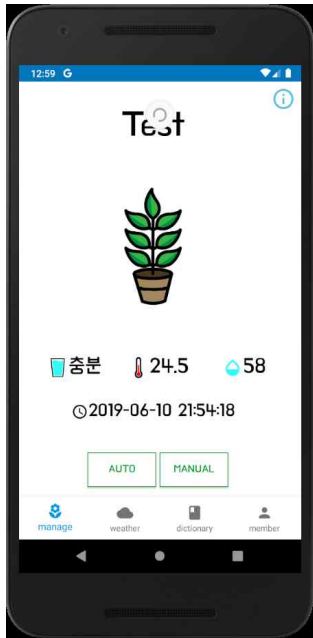 12:59 G
Test
충분 24.5 58
2019-06-10 21:54:18
AUTO MANUAL
manage weather dictionary member